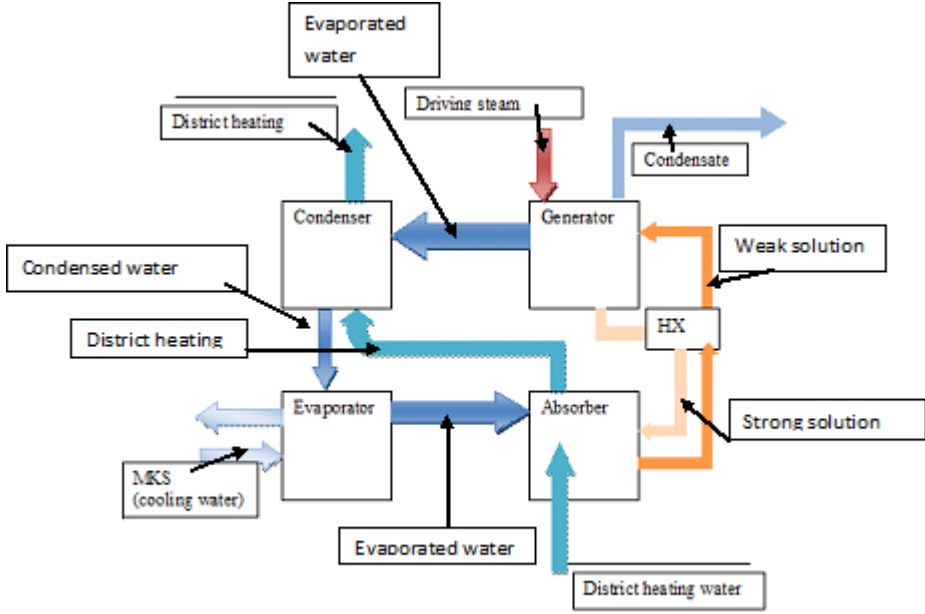 Evaporated
water
Driving steam
District heating
Condensate
Condenser
Generator
Weak solution
Condensed water
HX
District heating
Evaporator
Absorber
Strong solution
MKS
(cooling water)
Evaporated water
District heating water